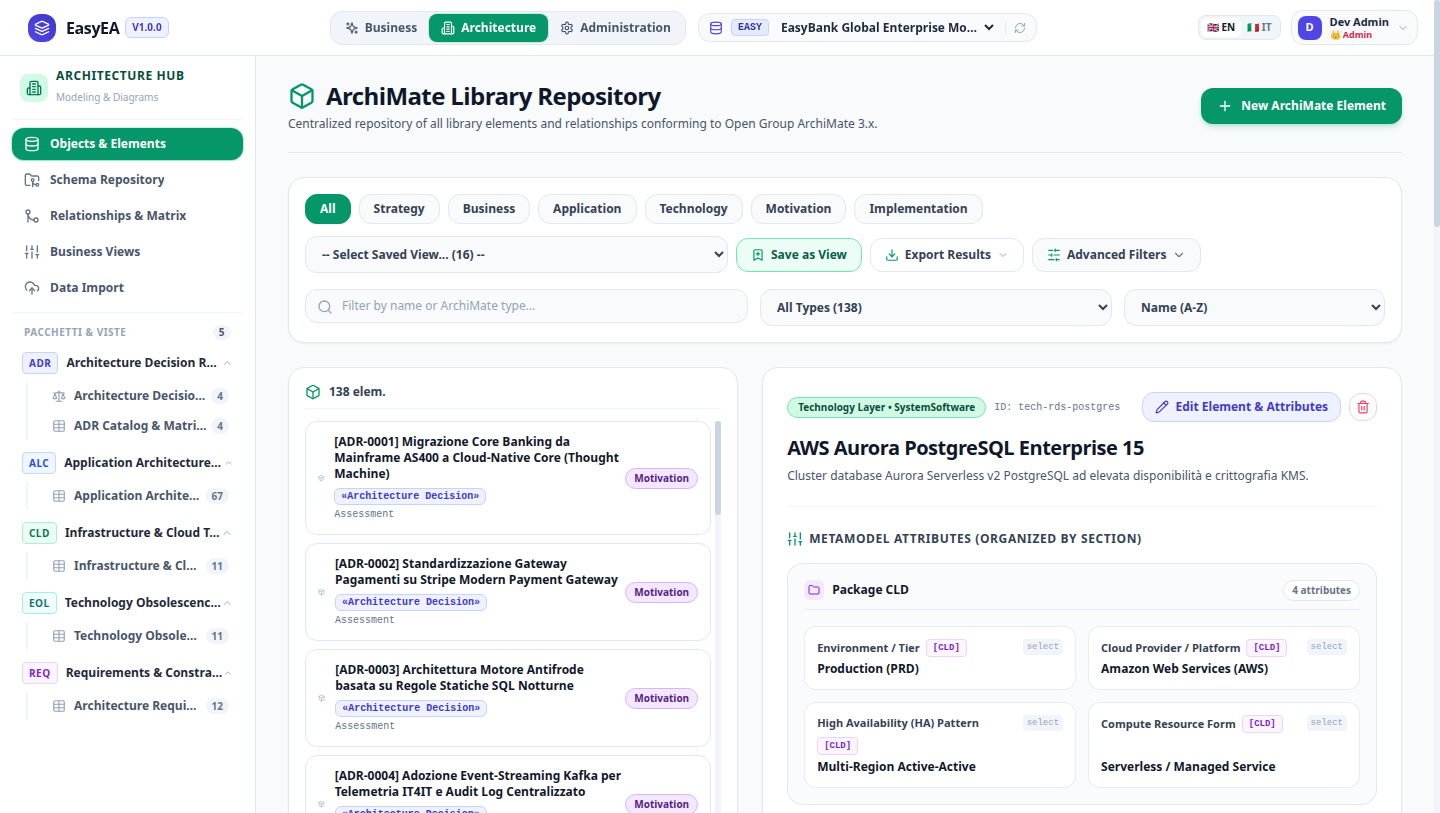 EasyEA V1.0.0
Business Architecture Administration
EASY EasyBank Global Enterprise Mo...
🇬🇧 EN 🇮🇹 IT
D Dev Admin
👑 Admin
ARCHITECTURE HUB
Modeling & Diagrams
Objects & Elements
Schema Repository
Relationships & Matrix
Business Views
Data Import
PACCHETTI & VISTE 5
ADR Architecture Decision R...
Architecture Decisio... 4
ADR Catalog & Matri... 4
ALC Application Architecture...
Application Archite... 67
CLD Infrastructure & Cloud T...
Infrastructure & Cl... 11
EOL Technology Obsolescenc...
Technology Obsole... 11
REQ Requirements & Constra...
Architecture Requi... 12
ArchiMate Library Repository
Centralized repository of all library elements and relationships conforming to Open Group ArchiMate 3.x.
New ArchiMate Element
All Strategy Business Application Technology Motivation Implementation
-- Select Saved View... (16) -- Save as View Export Results Advanced Filters
Filter by name or ArchiMate type... All Types (138) Name (A-Z)
138 elem.
[ADR-0001] Migrazione Core Banking da
Mainframe AS400 a Cloud-Native Core (Thought
Machine)
«Architecture Decision»
Assessment
Motivation
[ADR-0002] Standardizzazione Gateway
Pagamenti su Stripe Modern Payment Gateway
«Architecture Decision»
Assessment
Motivation
[ADR-0003] Architettura Motore Antifrode
basata su Regole Statiche SQL Notturne
«Architecture Decision»
Assessment
Motivation
[ADR-0004] Adozione Event-Streaming Kafka per
Telemetria IT4IT e Audit Log Centralizzato
«Architecture Decision»
Motivation
Technology Layer • SystemSoftware ID: tech-rds-postgres Edit Element & Attributes
AWS Aurora PostgreSQL Enterprise 15
Cluster database Aurora Serverless v2 PostgreSQL ad elevata disponibilità e crittografia KMS.
METAMODEL ATTRIBUTES (ORGANIZED BY SECTION)
Package CLD 4 attributes
Environment / Tier [CLD] select
Production (PRD)
Cloud Provider / Platform [CLD] select
Amazon Web Services (AWS)
High Availability (HA) Pattern select
[CLD]
Multi-Region Active-Active
Compute Resource Form [CLD] select
Serverless / Managed Service